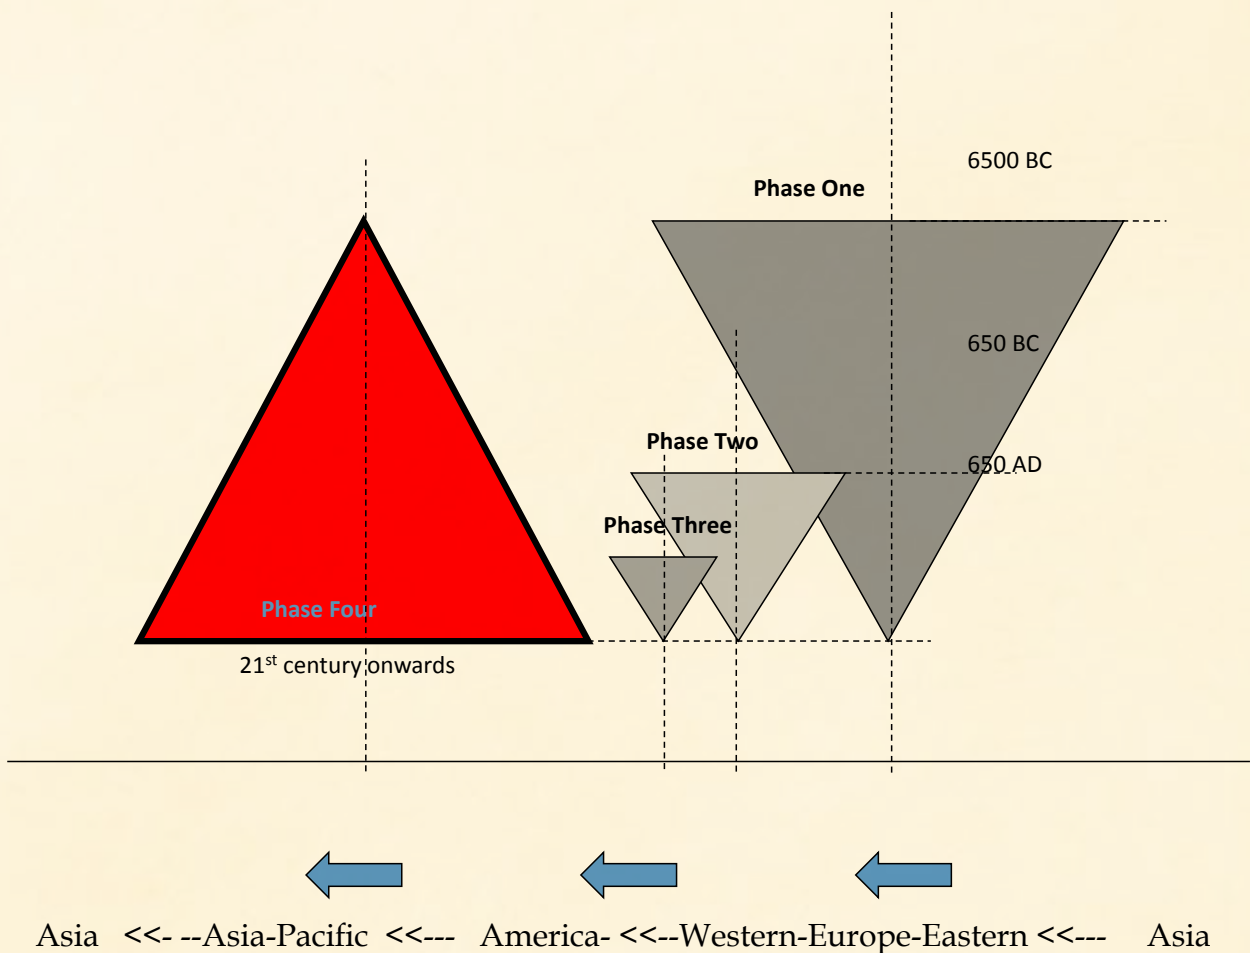 6500 BC
Phase One
650 BC
Phase Two
650 AD
Phase Three
Phase Four
21st century onwards
Asia <<- --Asia-Pacific <<--- America- <<--Western-Europe-Eastern <<--- Asia